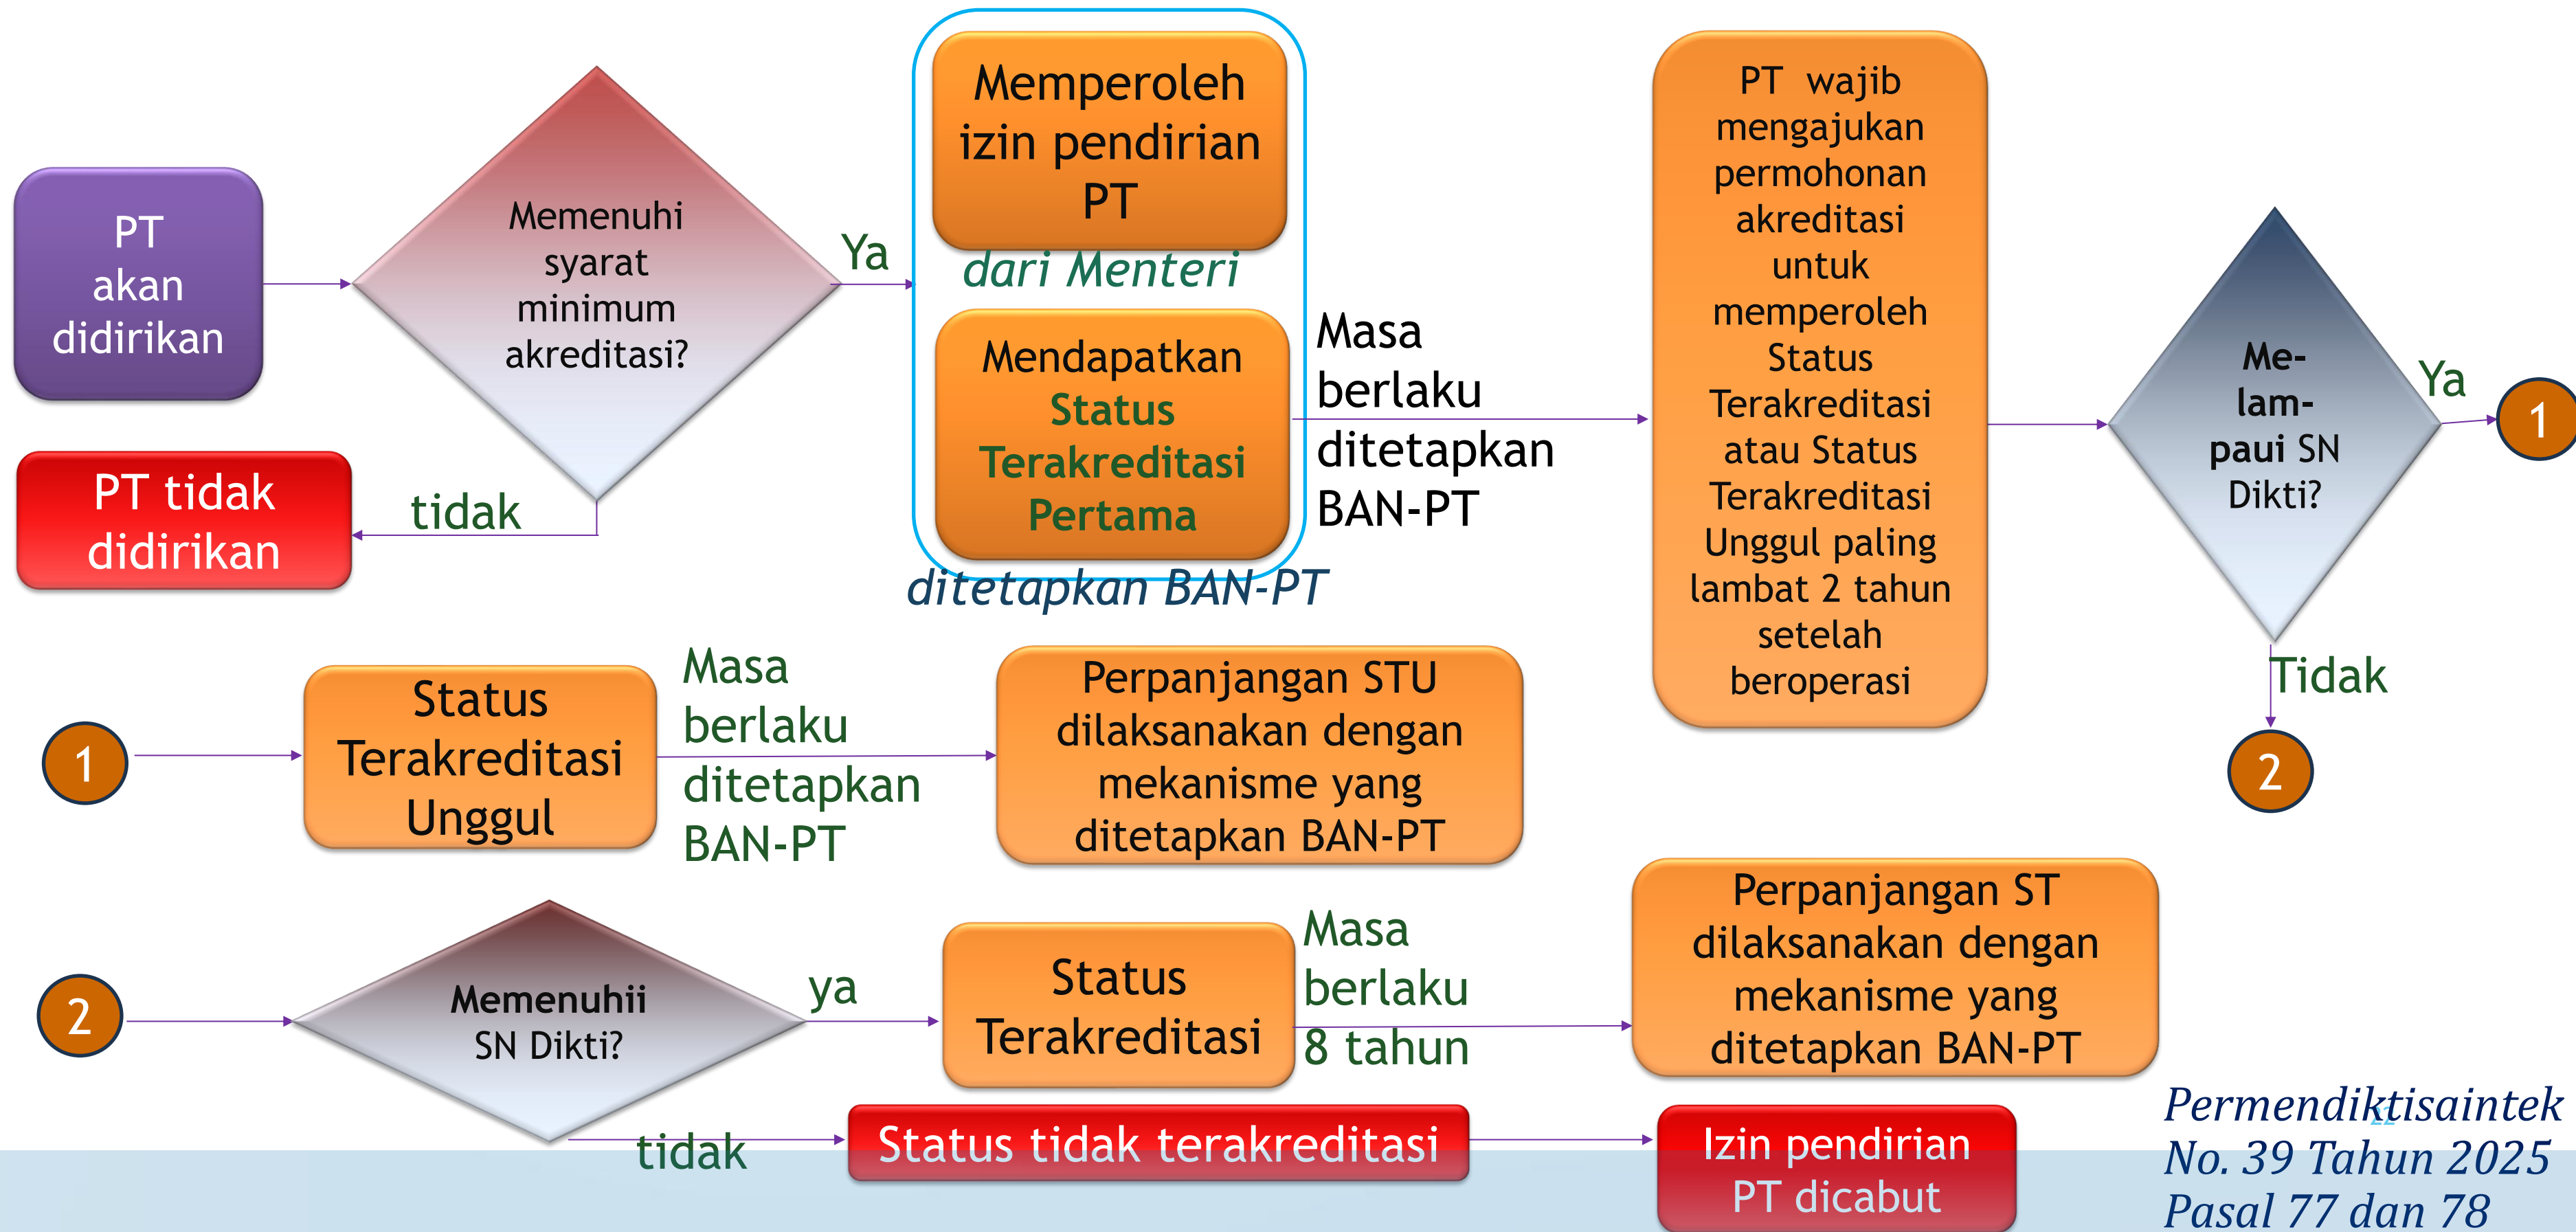 PT
akan
didirikan
Memenuhi
syarat
minimum
akreditasi?
Ya
tidak
PT tidak
didirikan
Memperoleh
izin pendirian
PT
dari Menteri
Mendapatkan
Status
Terakreditasi
Pertama
ditetapkan BAN-PT
Masa
berlaku
ditetapkan
BAN-PT
PT wajib
mengajukan
permohonan
akreditasi
untuk
memperoleh
Status
Terakreditasi
atau Status
Terakreditasi
Unggul paling
lambat 2 tahun
setelah
beroperasi
Me-
lam-
paui SN
Dikti?
Ya
1
Tidak
2
1
Status
Terakreditasi
Unggul
Masa
berlaku
ditetapkan
BAN-PT
Perpanjangan STU
dilaksanakan dengan
mekanisme yang
ditetapkan BAN-PT
2
Memenuhii
SN Dikti?
ya
Status
Terakreditasi
Masa
berlaku
8 tahun
Perpanjangan ST
dilaksanakan dengan
mekanisme yang
ditetapkan BAN-PT
tidak
Status tidak terakreditasi
Izin pendirian
PT dicabut
Permendiktisaintek
No. 39 Tahun 2025
Pasal 77 dan 78
22